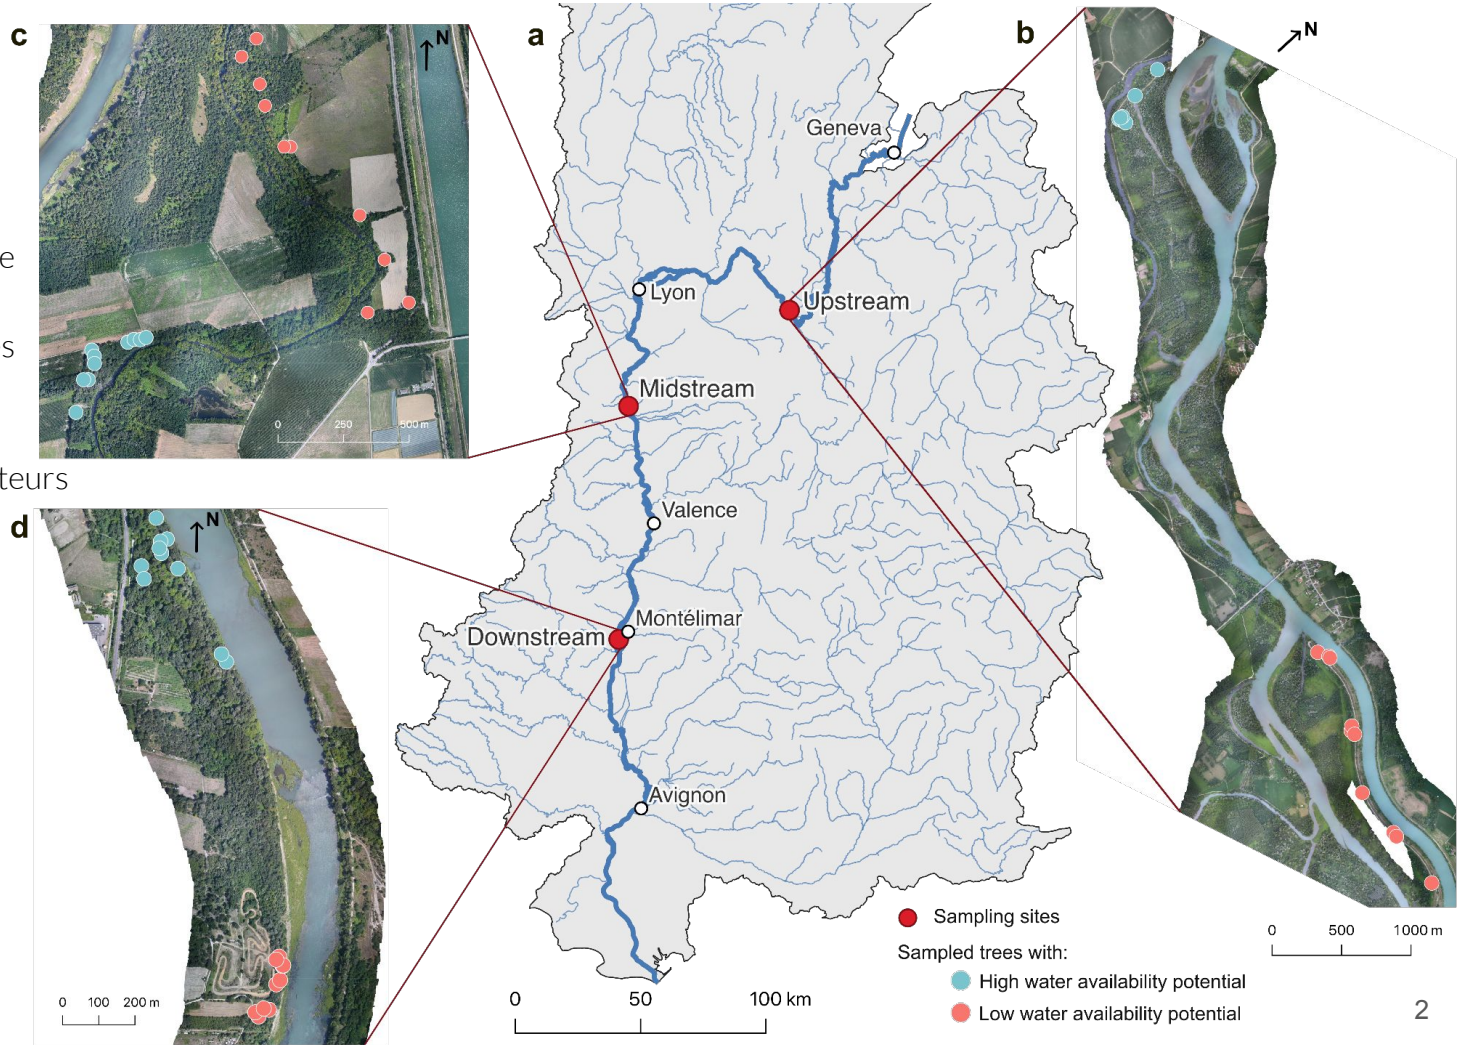 c
N
a
b
N
Geneva
e
Lyon
Upstream
s
Midstream
teurs
d
N
Valence
Montélimar
Downstream
0 250 500 m
Avignon
Sampling sites
Sampled trees with:
High water availability potential
Low water availability potential
0 500 1000 m
0 100 200 m
0 50 100 km
2